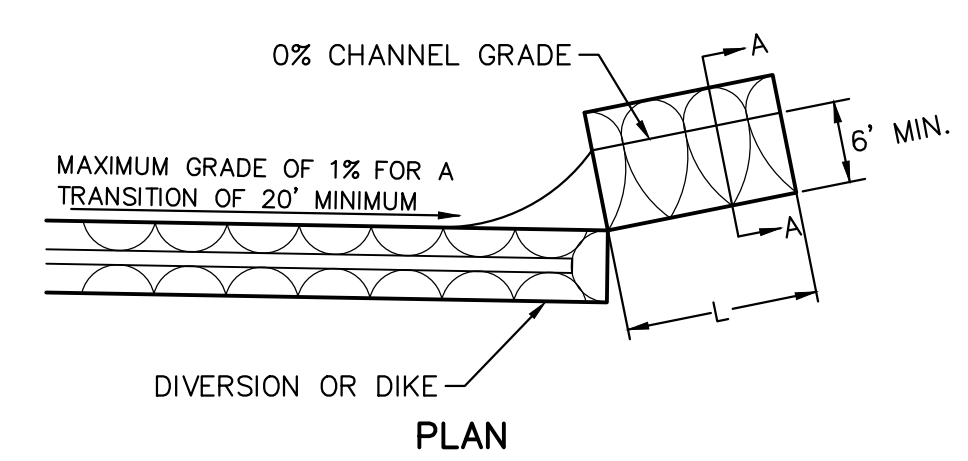 0% CHANNEL GRADE
A
6' MIN.
MAXIMUM GRADE OF 1% FOR A
TRANSITION OF 20' MINIMUM
A
L
DIVERSION OR DIKE
PLAN